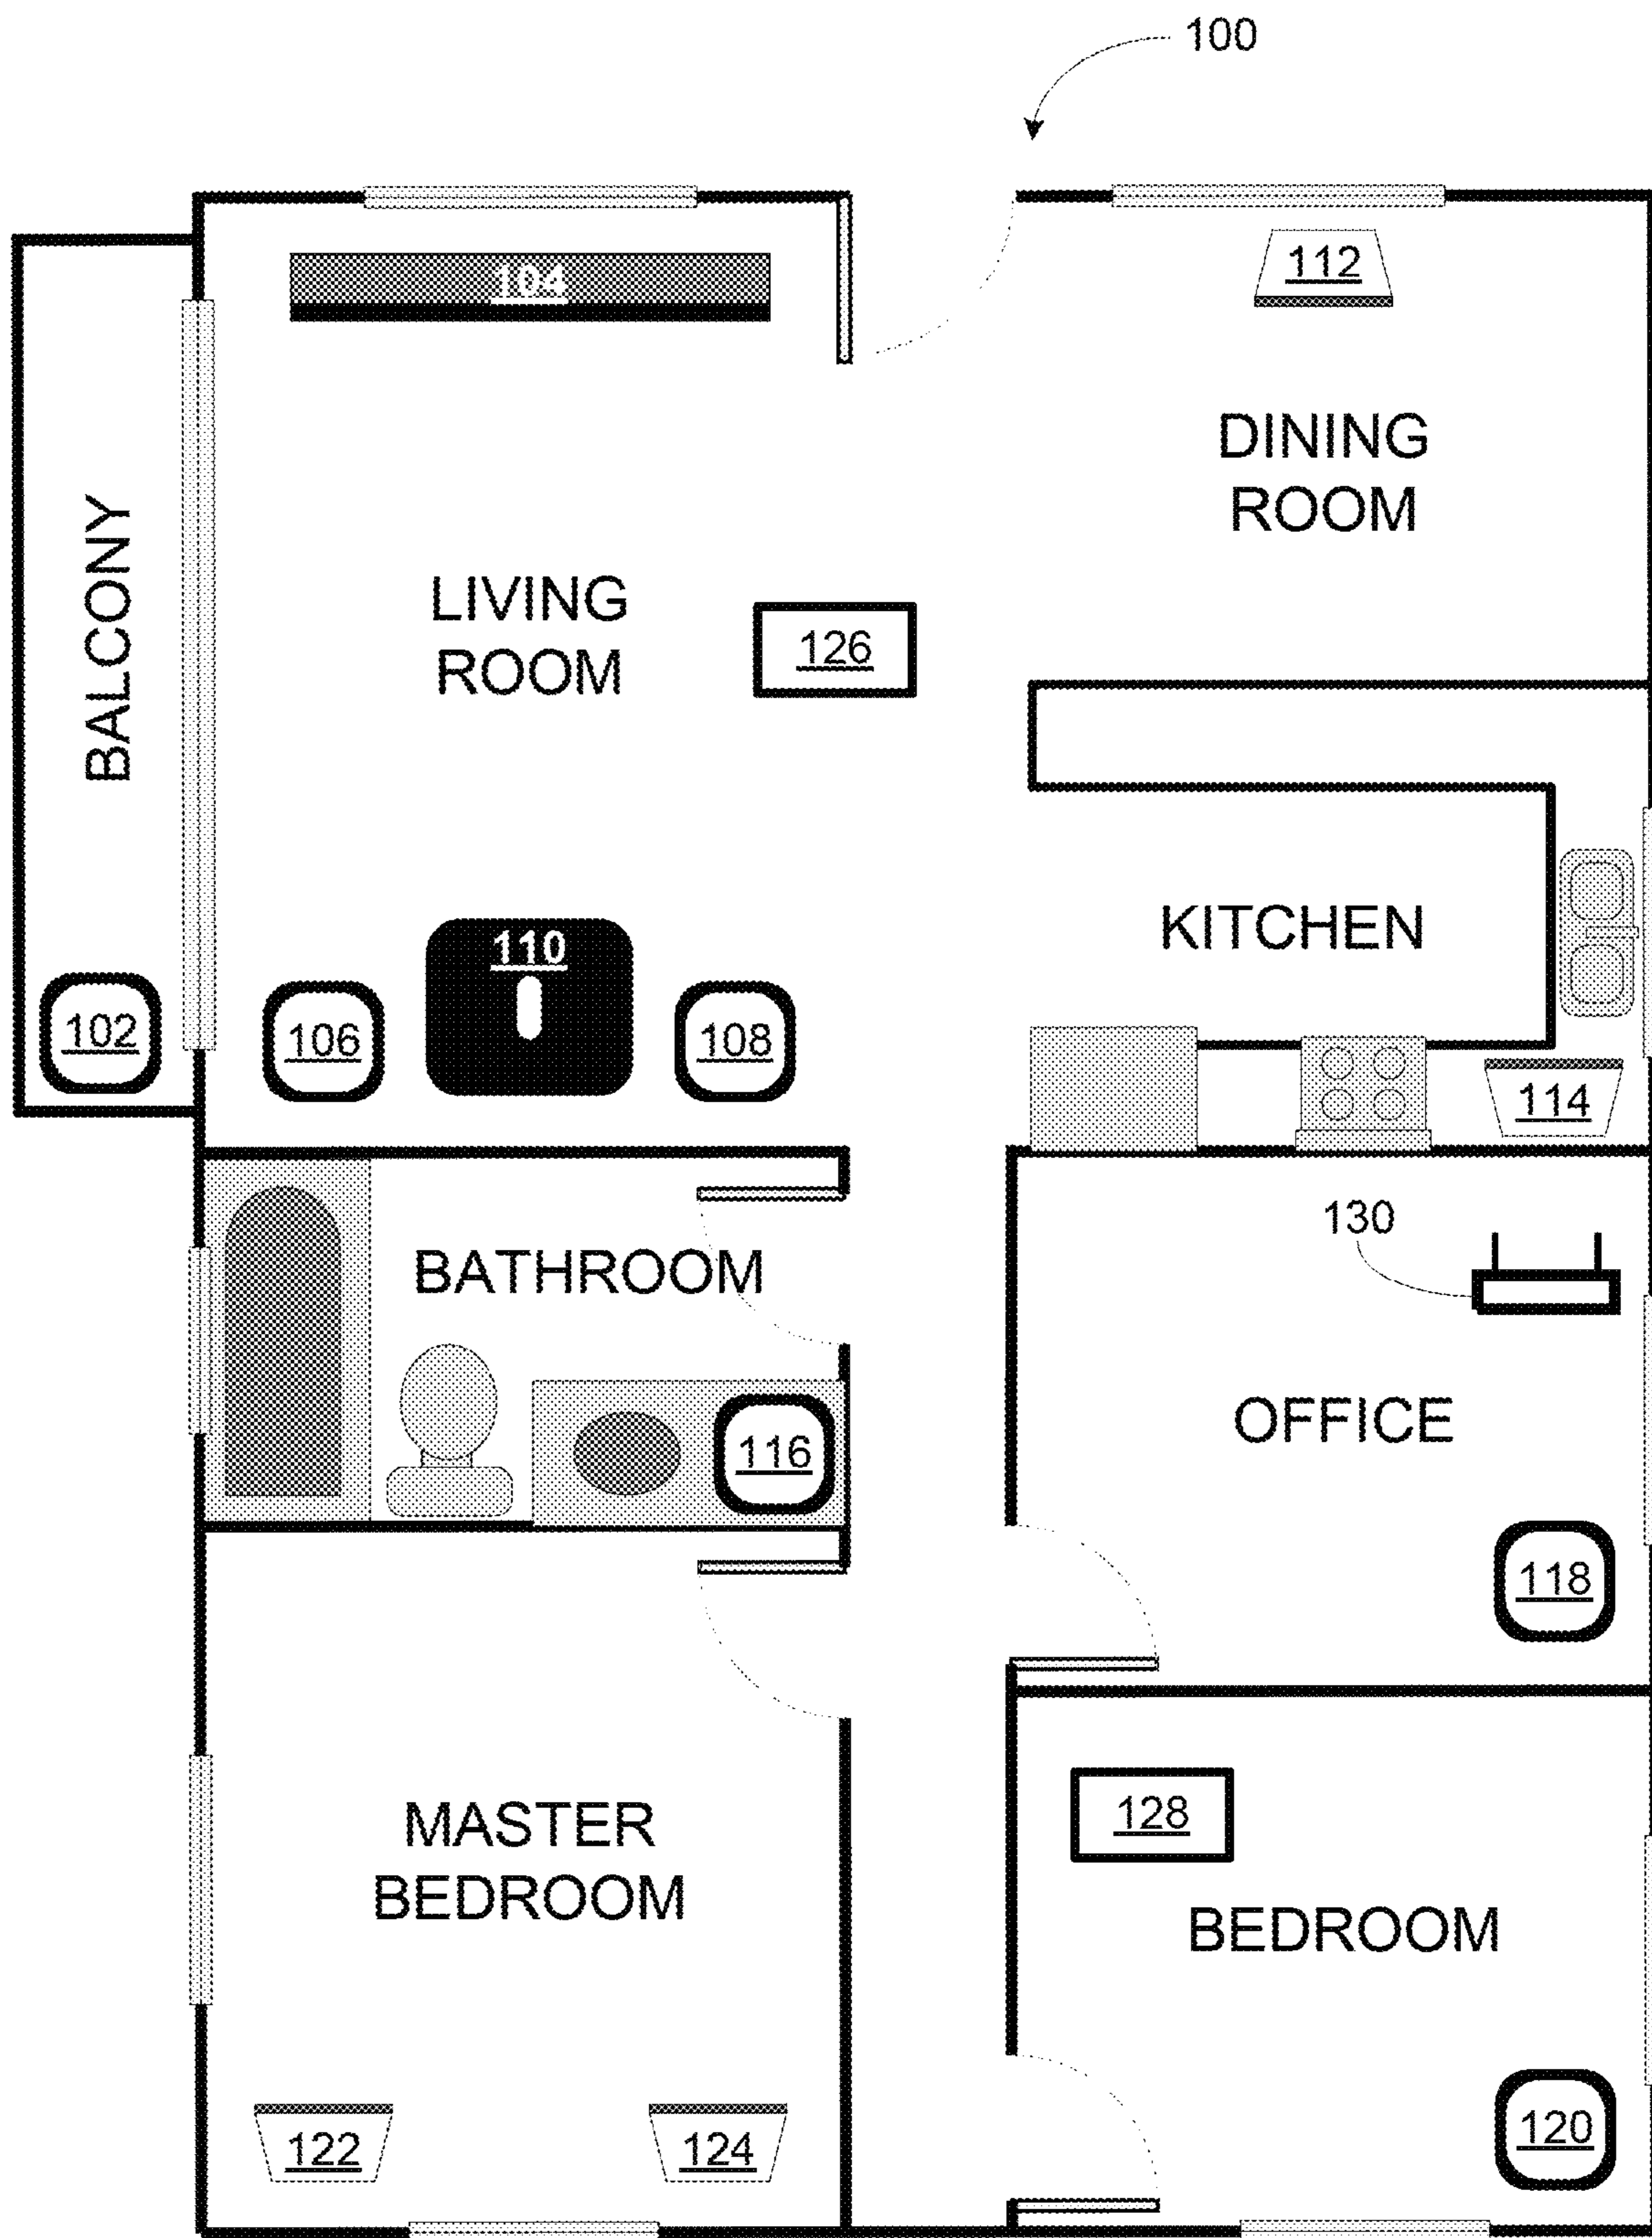 100
104
112
DINING
ROOM
BALCONY
LIVING
ROOM
126
KITCHEN
110
102
106
108
114
130
BATHROOM
OFFICE
116
118
128
MASTER
BEDROOM
BEDROOM
122
124
120